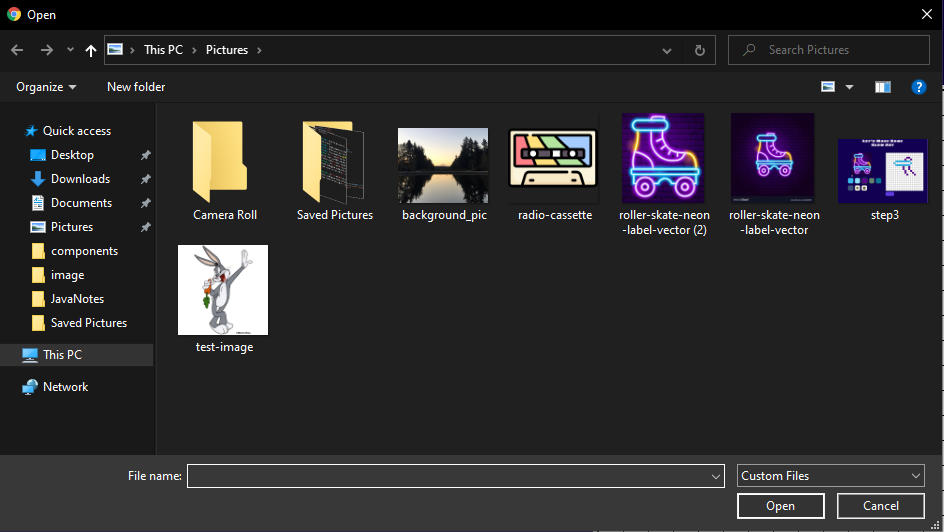 Open
This PC
Pictures
Search Pictures
Organize
New folder
?
Quick access
Desktop
Downloads
Documents
Pictures
components
image
JavaNotes
Saved Pictures
This PC
Network
Camera Roll
Saved Pictures
background_pic
radio-cassette
roller-skate-neon
-label-vector (2)
roller-skate-neon
-label-vector
step3
test-image
File name:
Custom Files
Open
Cancel